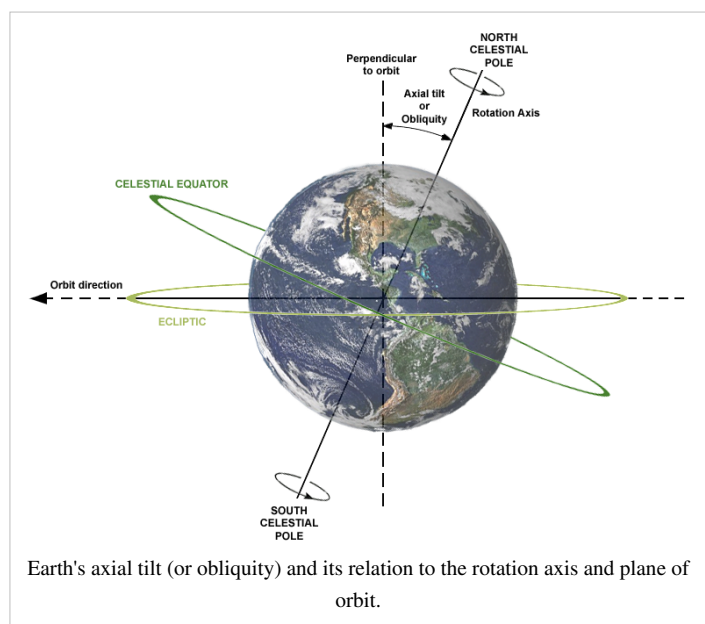 NORTH
CELESTIAL
POLE
Perpendicular
to orbit
Axial tilt
or
Obliquity
Rotation Axis
CELESTIAL EQUATOR
Orbit direction
ECLIPTIC
SOUTH
CELESTIAL
POLE
Earth's axial tilt (or obliquity) and its relation to the rotation axis and plane of
orbit.